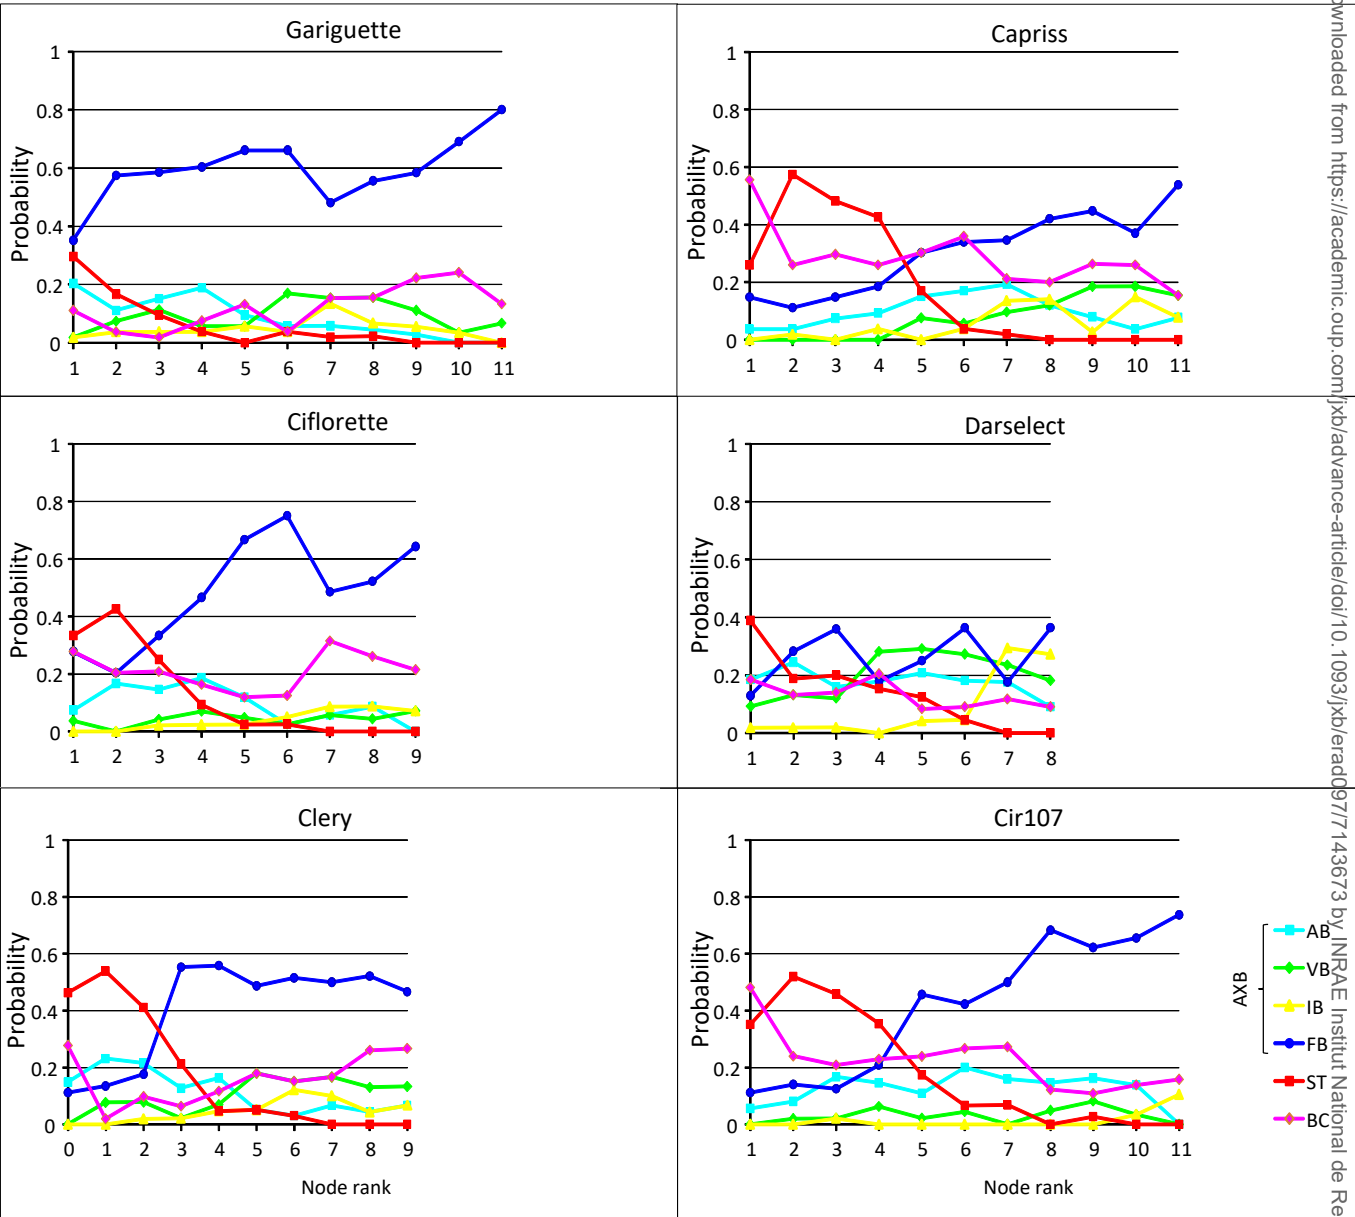 Gariguette
1
0.8
0.6
0.4
0.2
0
Probability
1 2 3 4 5 6 7 8 9 10 11
Capriss
1
0.8
0.6
0.4
0.2
0
Probability
1 2 3 4 5 6 7 8 9 10 11
Ciflorette
1
0.8
0.6
0.4
0.2
0
Probability
1 2 3 4 5 6 7 8 9
Darselect
1
0.8
0.6
0.4
0.2
0
Probability
1 2 3 4 5 6 7 8
Clery
1
0.8
0.6
0.4
0.2
0
Probability
0 1 2 3 4 5 6 7 8 9
Node rank
Cir107
1
0.8
0.6
0.4
0.2
0
Probability
1 2 3 4 5 6 7 8 9 10 11
Node rank
AXB
AB
VB
IB
FB
ST
BC
ownloaded from https://academic.oup.com/jxb/advance-article/doi/10.1093/jxb/erad097/7143673 by INRAE Institut National de Re